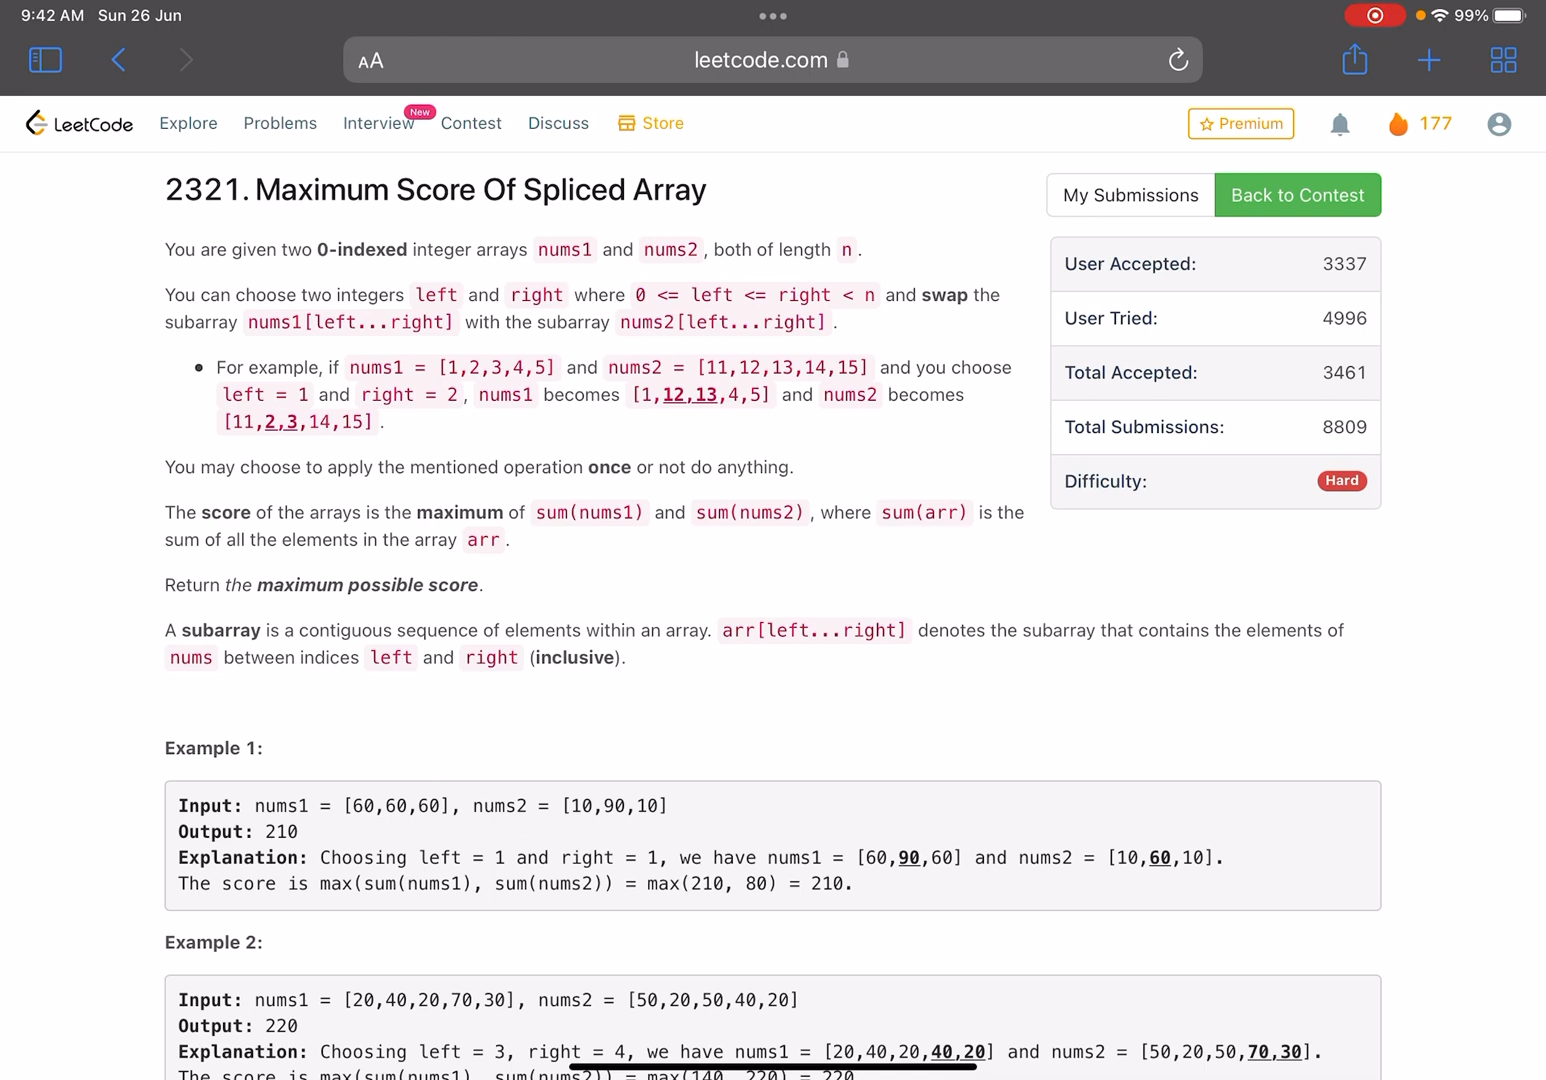 9:42 AM Sun 26 Jun
99%
AA
leetcode.com
LeetCode
Explore
Problems
Interview
New
Contest
Discuss
Store
Premium
177
2321. Maximum Score Of Spliced Array
My Submissions
Back to Contest
You are given two 0-indexed integer arrays nums1 and nums2, both of length n.
You can choose two integers left and right where 0 <= left <= right < n and swap the
subarray nums1[left...right] with the subarray nums2[left...right].
• For example, if nums1 = [1,2,3,4,5] and nums2 = [11,12,13,14,15] and you choose
left = 1 and right = 2, nums1 becomes [1,12,13,4,5] and nums2 becomes
[11,2,3,14,15].
You may choose to apply the mentioned operation once or not do anything.
The score of the arrays is the maximum of sum(nums1) and sum(nums2), where sum(arr) is the
sum of all the elements in the array arr.
Return the maximum possible score.
A subarray is a contiguous sequence of elements within an array. arr[left...right] denotes the subarray that contains the elements of
nums between indices left and right (inclusive).
User Accepted: 3337
User Tried: 4996
Total Accepted: 3461
Total Submissions: 8809
Difficulty: Hard
Example 1:
Input: nums1 = [60,60,60], nums2 = [10,90,10]
Output: 210
Explanation: Choosing left = 1 and right = 1, we have nums1 = [60,90,60] and nums2 = [10,60,10].
The score is max(sum(nums1), sum(nums2)) = max(210, 80) = 210.
Example 2:
Input: nums1 = [20,40,20,70,30], nums2 = [50,20,50,40,20]
Output: 220
Explanation: Choosing left = 3, right = 4, we have nums1 = [20,40,20,40,20] and nums2 = [50,20,50,70,30].
The score is max(sum(nums1), sum(nums2)) = max(140, 220) = 220